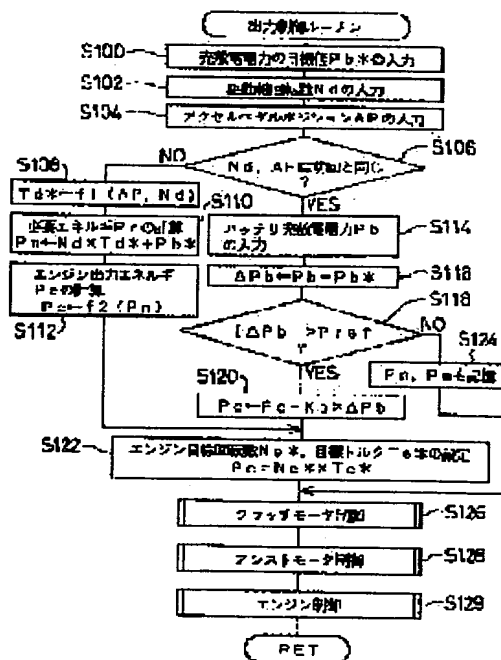 出力制御ルーチン
S100
充放電電力の目標値Pb*の入力
S102
駆動軸回転数Ndの入力
S104
アクセルペダルポジションAPの入力
S106
Nd, APは前回と同じ
?
NO
YES
S108
Td*←f1(AP, Nd)
S110
必要エネルギPnの計算
Pn←Nd×Td*+Pb*
S114
バッテリ充放電電力Pb
の入力
S116
ΔPb←Pb-Pb*
エンジン出力エネルギ
Peの計算
Pe←f2(Pn)
S112
S118
|ΔPb|>Pref
?
NO
YES
S124
Pn, Peを記憶
S120
Pe←Pe-Kb×ΔPb
S122
エンジン目標回転数Ne*, 目標トルクTe*の設定
Pe=Ne*×Te*
クラッチモータ制御
S126
アシストモータ制御
S128
エンジン制御
S129
RET